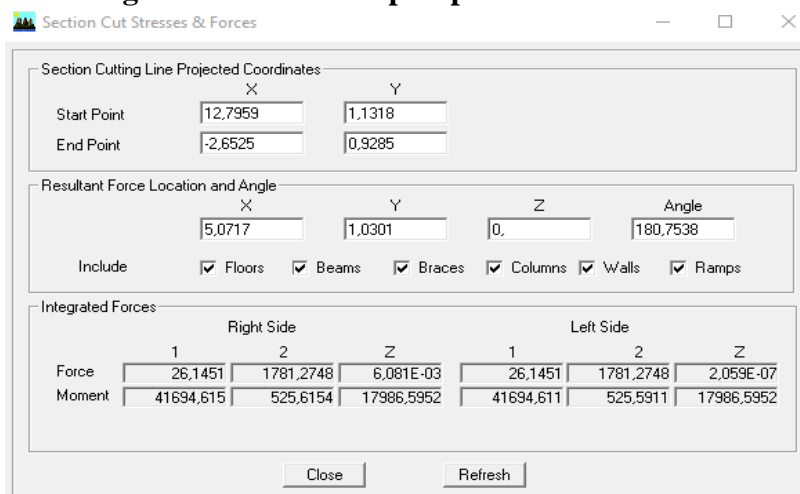 Section Cut Stresses & Forces
Section Cutting Line Projected Coordinates
X Y
Start Point 12,7959 1,1318
End Point -2,6525 0,9285
Resultant Force Location and Angle
X Y Z Angle
5,0717 1,0301 0, 180,7538
Include Floors Beams Braces Columns Walls Ramps
Integrated Forces
Right Side Left Side
1 2 Z 1 2 Z
Force 26,1451 1781,2748 6,081E-03 26,1451 1781,2748 2,059E-07
Moment 41694,615 525,6154 17986,5952 41694,611 525,5911 17986,5952
Close Refresh